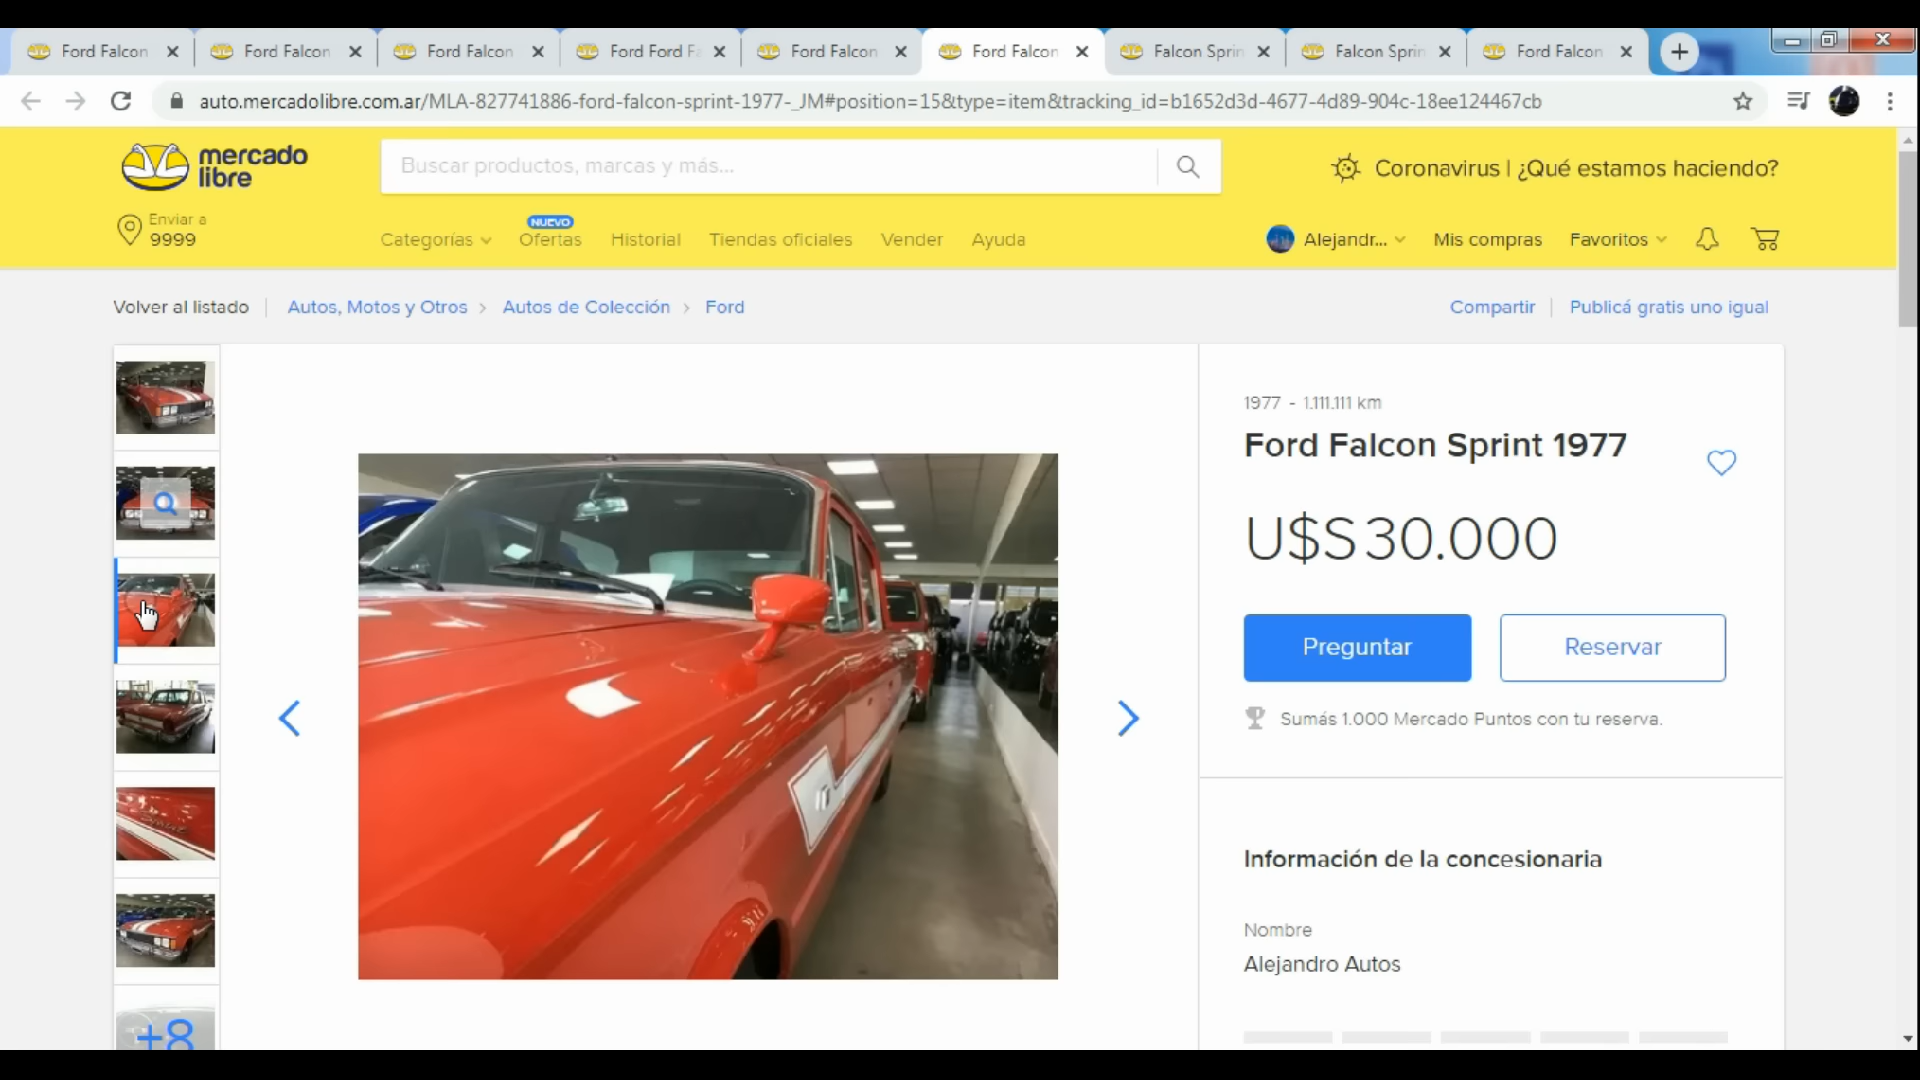 Ford Falcon
Ford Falcon
Ford Falcon
Ford Ford Fa
Ford Falcon
Ford Falcon
Falcon Sprin
Falcon Sprin
Ford Falcon
auto.mercadolibre.com.ar/MLA-827741886-ford-falcon-sprint-1977-_JM#position=15&type=item&tracking_id=b1652d3d-4677-4d89-904c-18ee124467cb
mercado
libre
Buscar productos, marcas y más...
Coronavirus | ¿Qué estamos haciendo?
Enviar a
9999
Categorías
NUEVO
Ofertas
Historial
Tiendas oficiales
Vender
Ayuda
Alejandr...
Mis compras
Favoritos
Volver al listado
Autos, Motos y Otros
Autos de Colección
Ford
Compartir
Publicá gratis uno igual
1977 - 1.111.111 km
Ford Falcon Sprint 1977
U$S 30.000
Preguntar
Reservar
Sumás 1.000 Mercado Puntos con tu reserva.
Información de la concesionaria
Nombre
Alejandro Autos
+8